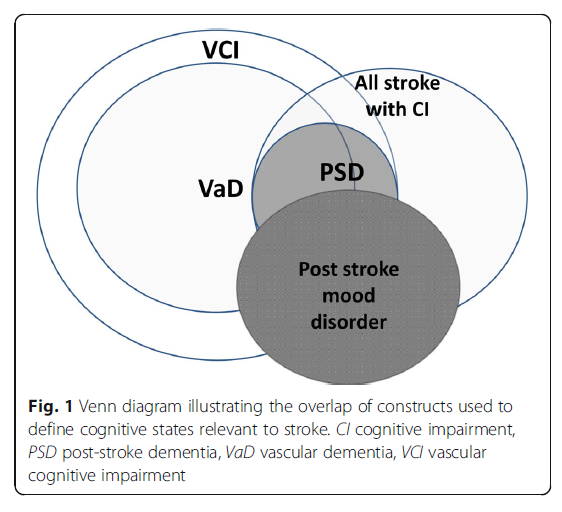 VCI
All stroke
with CI
PSD
VaD
Post stroke
mood
disorder
Fig. 1 Venn diagram illustrating the overlap of constructs used to
define cognitive states relevant to stroke. CI cognitive impairment,
PSD post-stroke dementia, VaD vascular dementia, VCI vascular
cognitive impairment